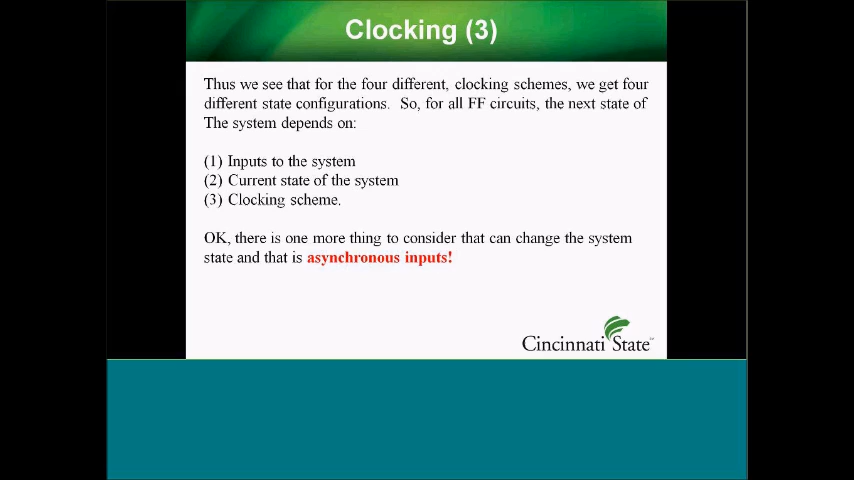 Clocking (3)
Thus we see that for the four different, clocking schemes, we get four
different state configurations.  So, for all FF circuits, the next state of
The system depends on:
(1) Inputs to the system
(2) Current state of the system
(3) Clocking scheme.
OK, there is one more thing to consider that can change the system
state and that is asynchronous inputs!
Cincinnati State